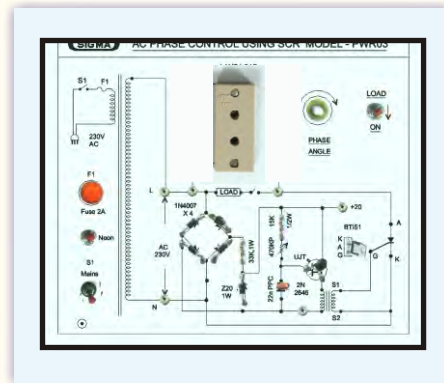 SIGMA AC PHASE CONTROL USING SCR MODEL - PWR03
S1 F1
230V
AC
F1
Fuse 2A
Neon
S1
Mains
PHASE
ANGLE
LOAD
ON
L
LOAD
1N4007
X 4
AC
230V
N
Z20
1W
33K,1W
15K
1/2W
470KP
22n PPC
UJT
2N
2646
+20
BT151
K
A
G
G
A
K
S1
S2